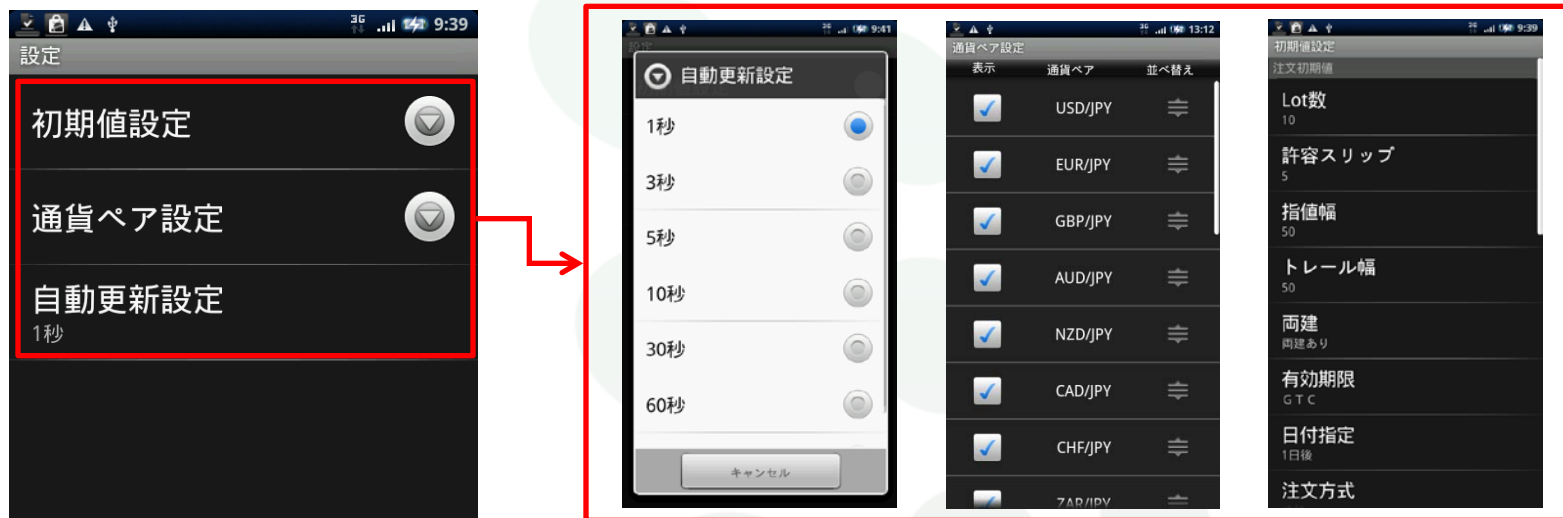 3G 9:39
設定
初期値設定
通貨ペア設定
自動更新設定
1秒
3G 9:41
設定
自動更新設定
1秒
3秒
5秒
10秒
30秒
60秒
キャンセル
3G 13:12
通貨ペア設定
表示 通貨ペア 並べ替え
USD/JPY
EUR/JPY
GBP/JPY
AUD/JPY
NZD/JPY
CAD/JPY
CHF/JPY
ZAR/JPY
3G 9:39
初期値設定
注文初期値
Lot数
10
許容スリップ
5
指値幅
50
トレール幅
50
両建
両建あり
有効期限
GTC
日付指定
1日後
注文方式